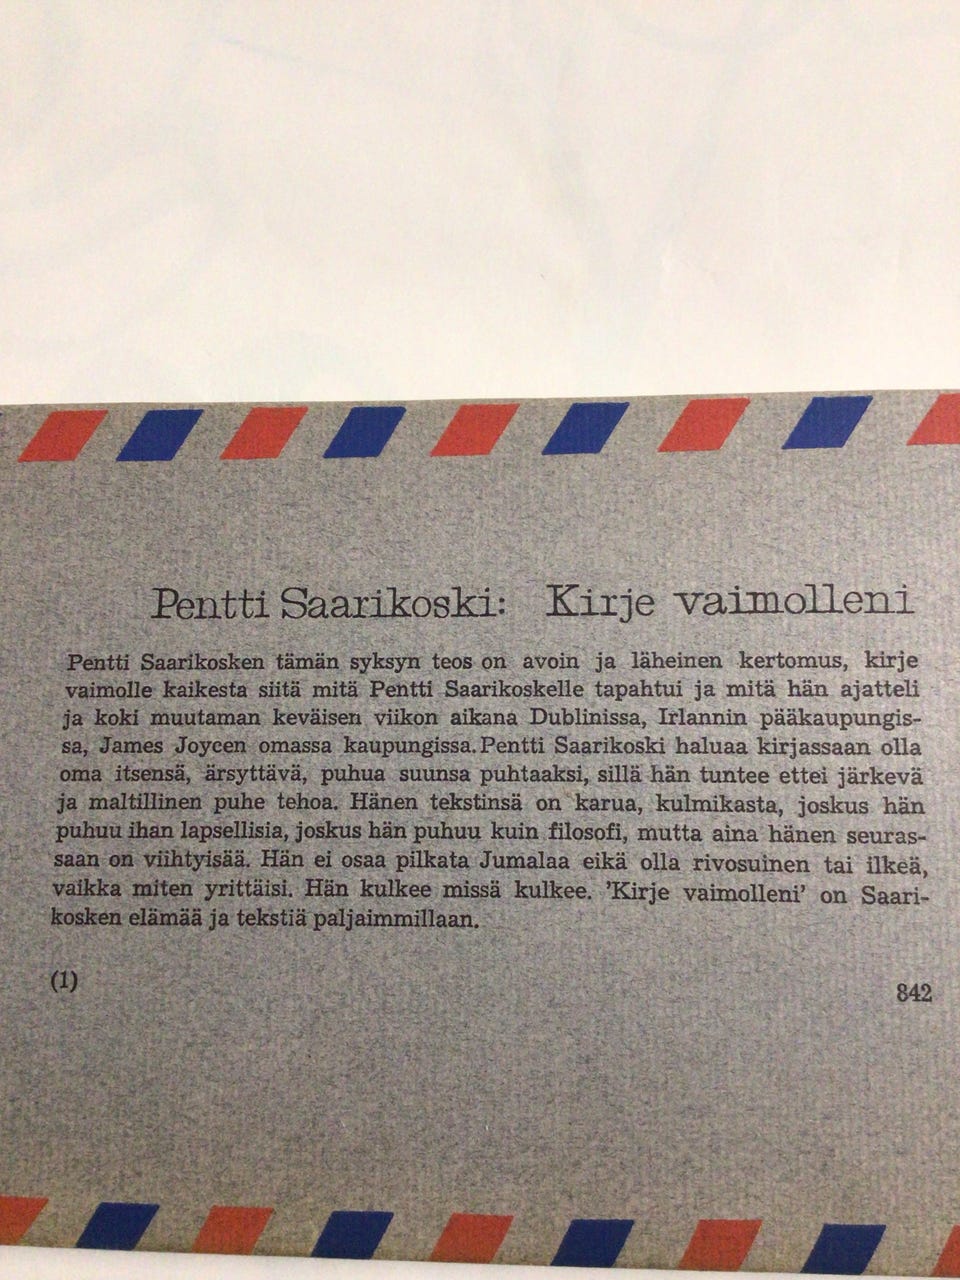 Pentti Saarikoski: Kirje vaimolleni
Pentti Saarikosken tämän syksyn teos on avoin ja läheinen kertomus, kirje
vaimolle kaikesta siitä mitä Pentti Saarikoskelle tapahtui ja mitä hän ajatteli
ja koki muutaman keväisen viikon aikana Dublinissa, Irlannin pääkaupungis-
sa, James Joycen omassa kaupungissa. Pentti Saarikoski haluaa kirjassaan olla
oma itsensä, ärsyttävä, puhua suunsa puhtaaksi, sillä hän tuntee ettei järkevä
ja maltillinen puhe tehoa. Hänen tekstinsä on karua, kulmikasta, joskus hän
puhuu ihan lapsellisia, joskus hän puhuu kuin filosofi, mutta aina hänen seuras-
saan on viihtyisää. Hän ei osaa pilkata Jumalaa eikä olla rivosuinen tai ilkeä,
vaikka miten yrittäisi. Hän kulkee missä kulkee. 'Kirje vaimolleni' on Saari-
kosken elämää ja tekstiä paljaimmillaan.
(1) 842